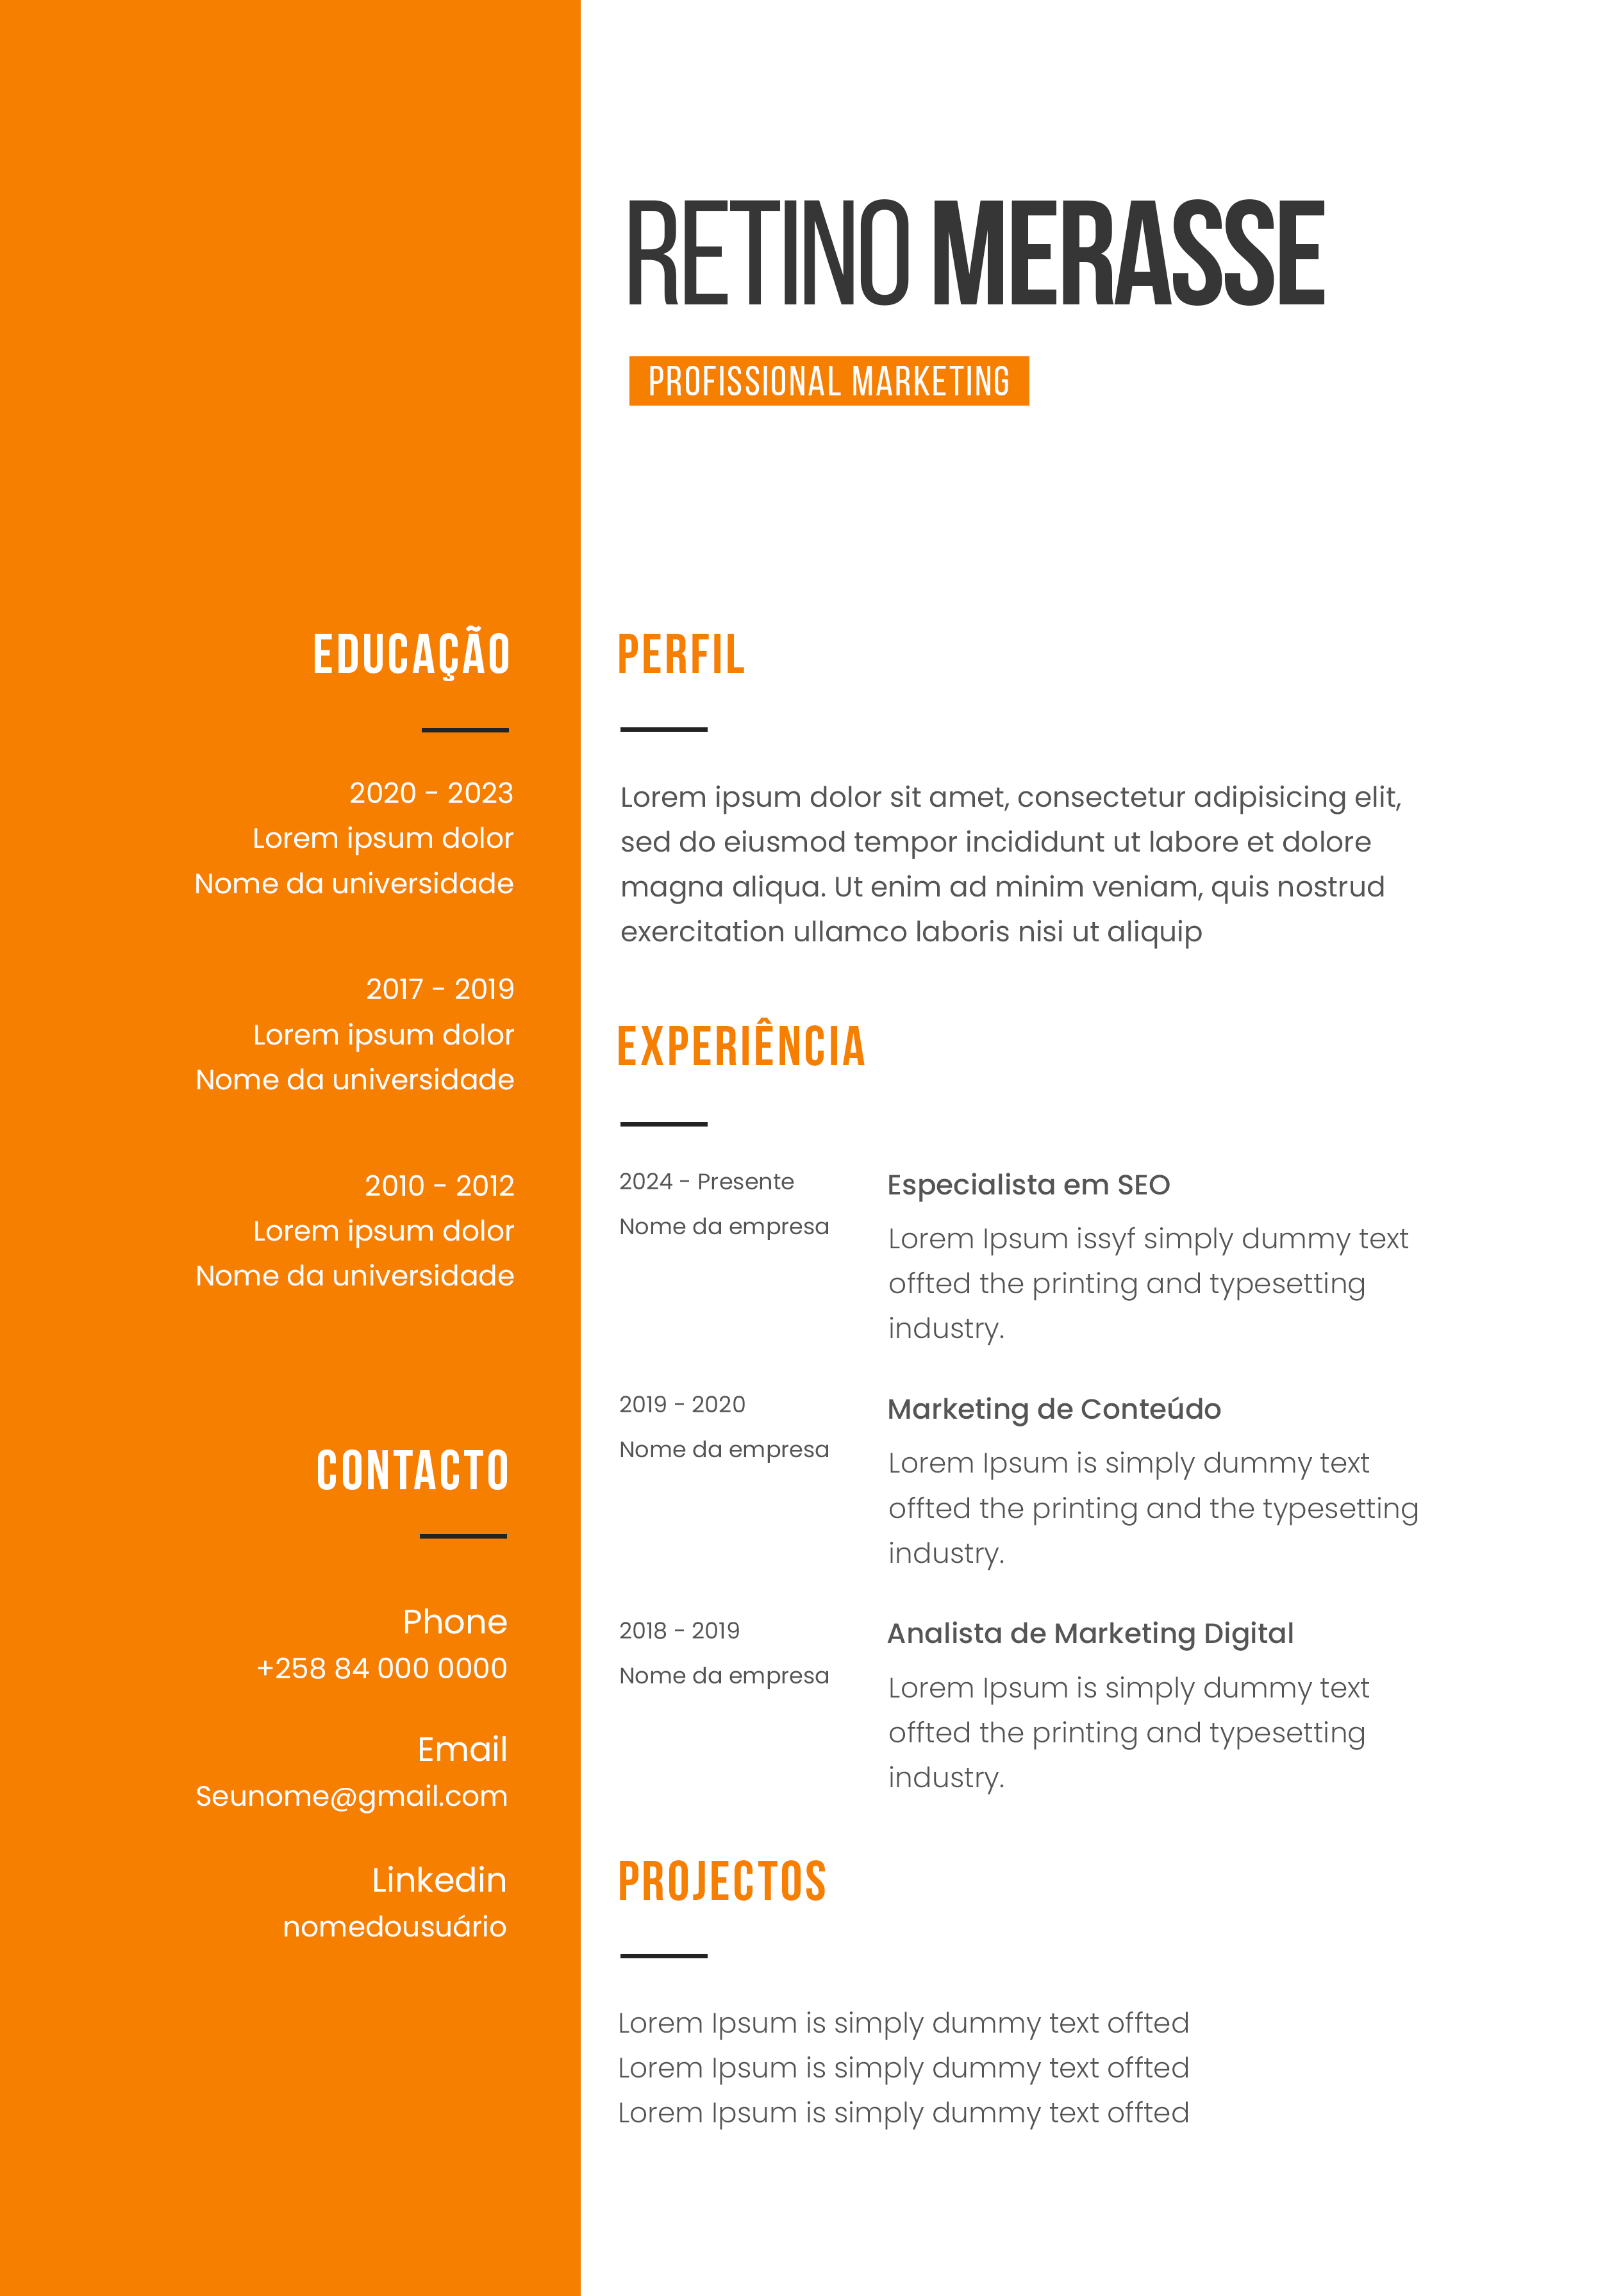 RETINO MERASSE
PROFISSIONAL MARKETING
EDUCAÇÃO
2020 - 2023
Lorem ipsum dolor
Nome da universidade
2017 - 2019
Lorem ipsum dolor
Nome da universidade
2010 - 2012
Lorem ipsum dolor
Nome da universidade
CONTACTO
Phone
+258 84 000 0000
Email
Seunome@gmail.com
Linkedin
nomedousuário
PERFIL
Lorem ipsum dolor sit amet, consectetur adipisicing elit,
sed do eiusmod tempor incididunt ut labore et dolore
magna aliqua. Ut enim ad minim veniam, quis nostrud
exercitation ullamco laboris nisi ut aliquip
EXPERIÊNCIA
2024 - Presente
Nome da empresa
Especialista em SEO
Lorem Ipsum issyf simply dummy text
offted the printing and typesetting
industry.
2019 - 2020
Nome da empresa
Marketing de Conteúdo
Lorem Ipsum is simply dummy text
offted the printing and the typesetting
industry.
2018 - 2019
Nome da empresa
Analista de Marketing Digital
Lorem Ipsum is simply dummy text
offted the printing and typesetting
industry.
PROJECTOS
Lorem Ipsum is simply dummy text offted
Lorem Ipsum is simply dummy text offted
Lorem Ipsum is simply dummy text offted